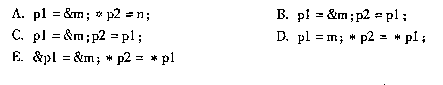 A. p1 = &m; * p2 = n; B. p1 = &m;p2 = p1;
C. p1 = &m;p2 = p1; D. p1 = m; * p2 = * p1;
E. &p1 = &m; * p2 = * p1